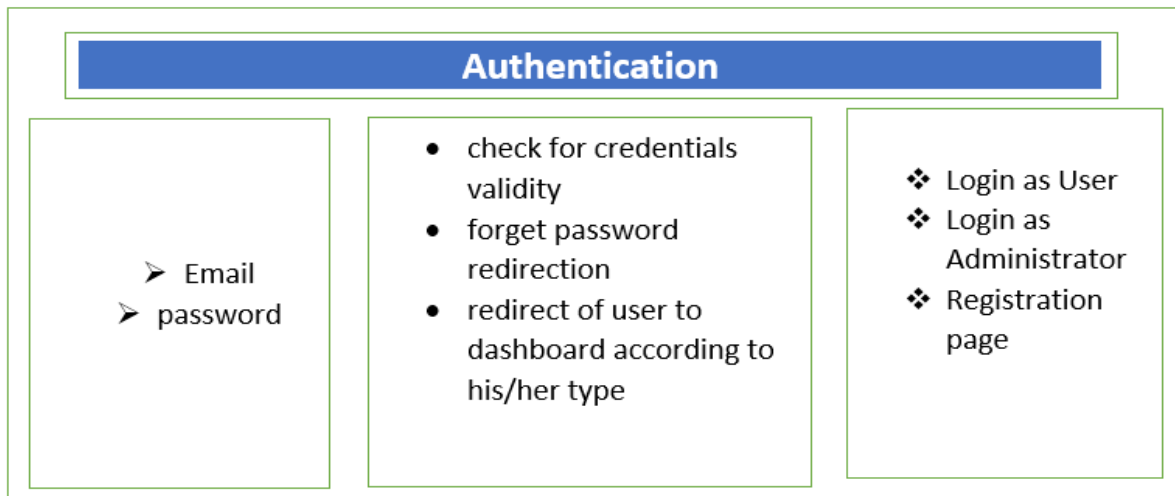 Authentication
➢ Email
➢ password
● check for credentials
validity
● forget password
redirection
● redirect of user to
dashboard according to
his/her type
❖ Login as User
❖ Login as
Administrator
❖ Registration
page